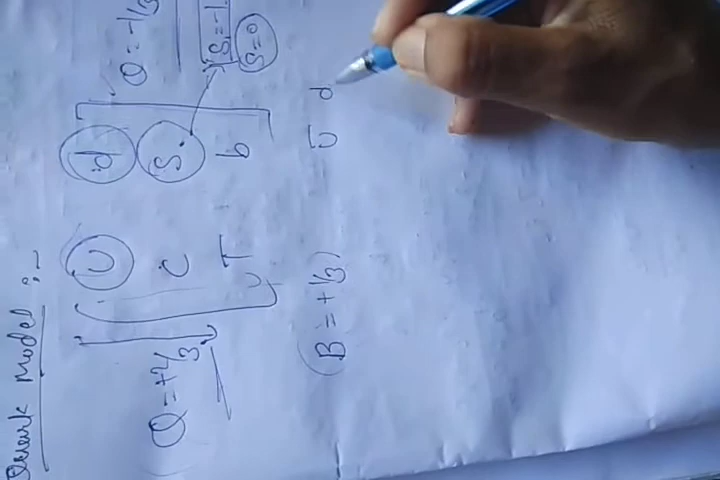 Quark model :-
Q = +2/3 U d Q = -1/3
C S S = -1
T b S = 0
(B = +1/3) U d